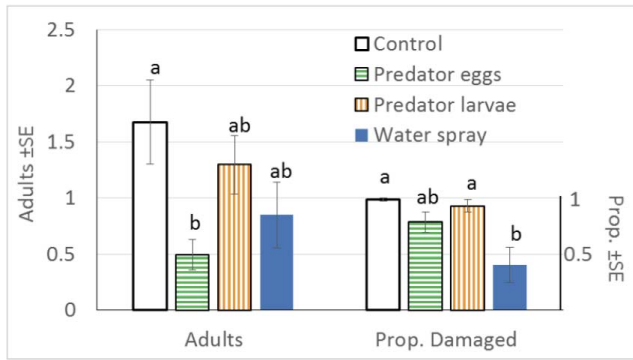 2.5
2
1.5
1
0.5
0
Adults ±SE
Control
Predator eggs
Predator larvae
Water spray
a
b
ab
ab
a
ab
a
b
1
0.5
Prop. ±SE
Adults
Prop. Damaged